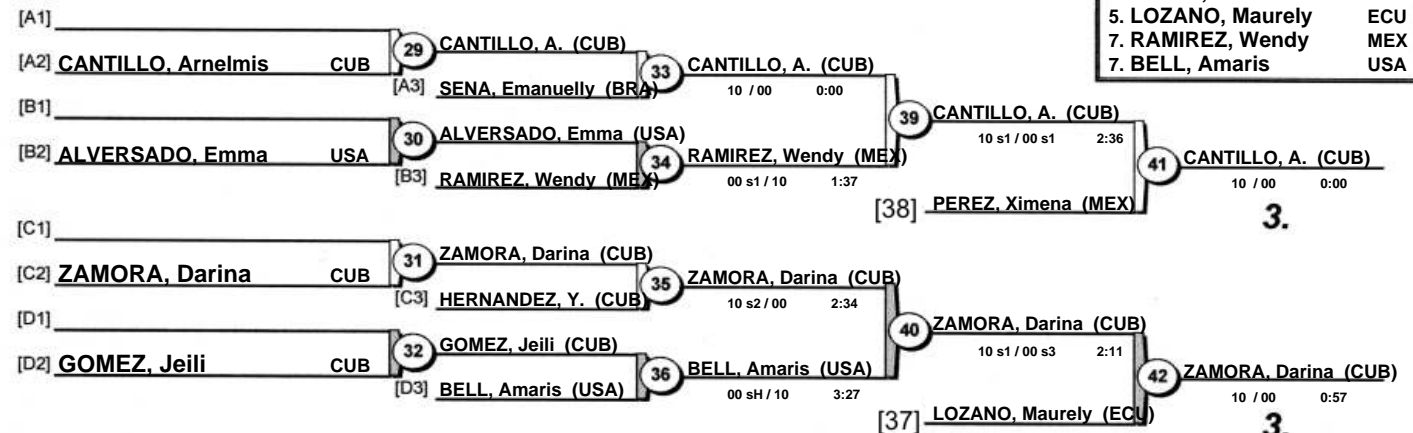 5. LOZANO, Maurely ECU
7. RAMIREZ, Wendy MEX
7. BELL, Amaris USA
[A1]
[A2] CANTILLO, Arnelmis CUB
29 CANTILLO, A. (CUB)
[A3] SENA, Emanuelly (BRA)
33 CANTILLO, A. (CUB)
10 / 00 0:00
[B1]
[B2] ALVERSADO, Emma USA
30 ALVERSADO, Emma (USA)
[B3] RAMIREZ, Wendy (MEX)
34 RAMIREZ, Wendy (MEX)
00 s1 / 10 1:37
39 CANTILLO, A. (CUB)
10 s1 / 00 s1 2:36
[38] PEREZ, Ximena (MEX)
41 CANTILLO, A. (CUB)
10 / 00 0:00
3.
[C1]
[C2] ZAMORA, Darina CUB
31 ZAMORA, Darina (CUB)
[C3] HERNANDEZ, Y. (CUB)
35 ZAMORA, Darina (CUB)
10 s2 / 00 2:34
[D1]
[D2] GOMEZ, Jeili CUB
32 GOMEZ, Jeili (CUB)
[D3] BELL, Amaris (USA)
36 BELL, Amaris (USA)
00 sH / 10 3:27
40 ZAMORA, Darina (CUB)
10 s1 / 00 s3 2:11
[37] LOZANO, Maurely (ECU)
42 ZAMORA, Darina (CUB)
10 / 00 0:57
3.